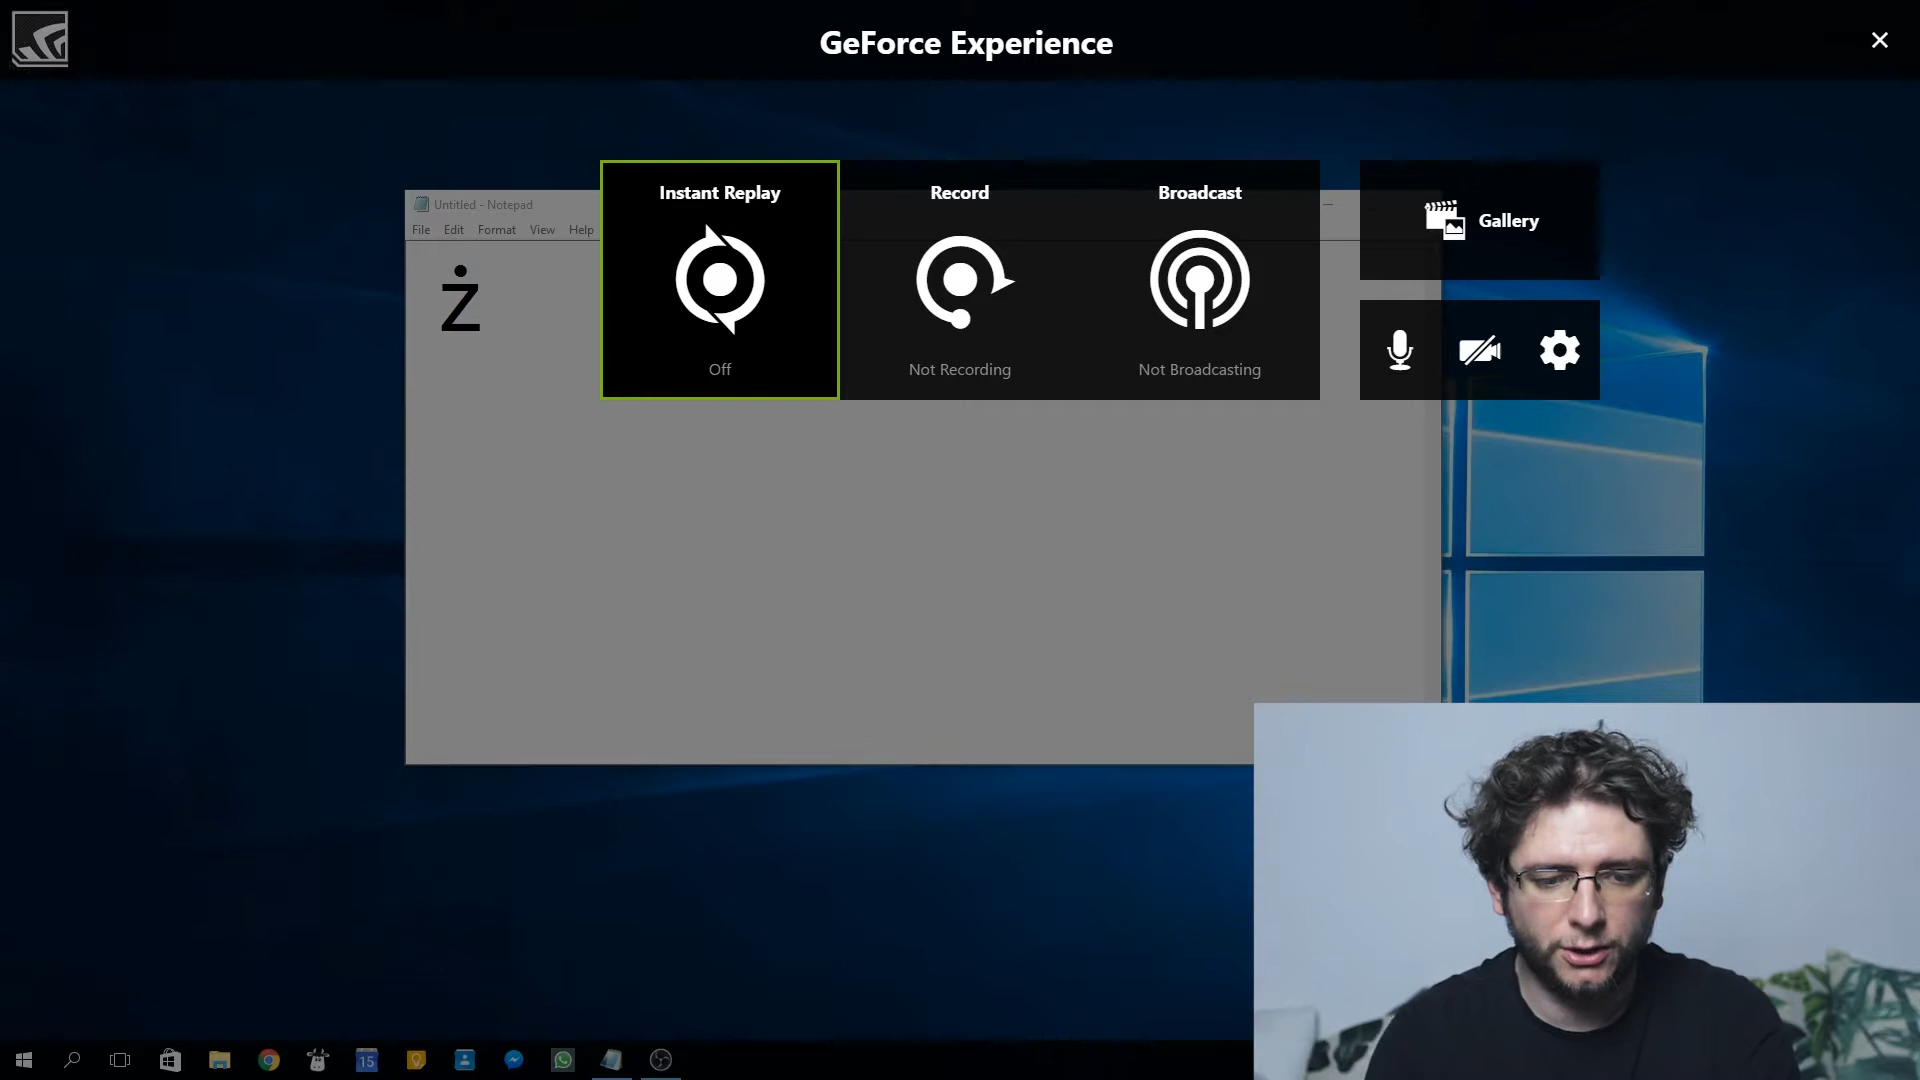 GeForce Experience
Instant Replay
Record
Broadcast
Gallery
Untitled - Notepad
File Edit Format View Help
ż
Off
Not Recording
Not Broadcasting
15